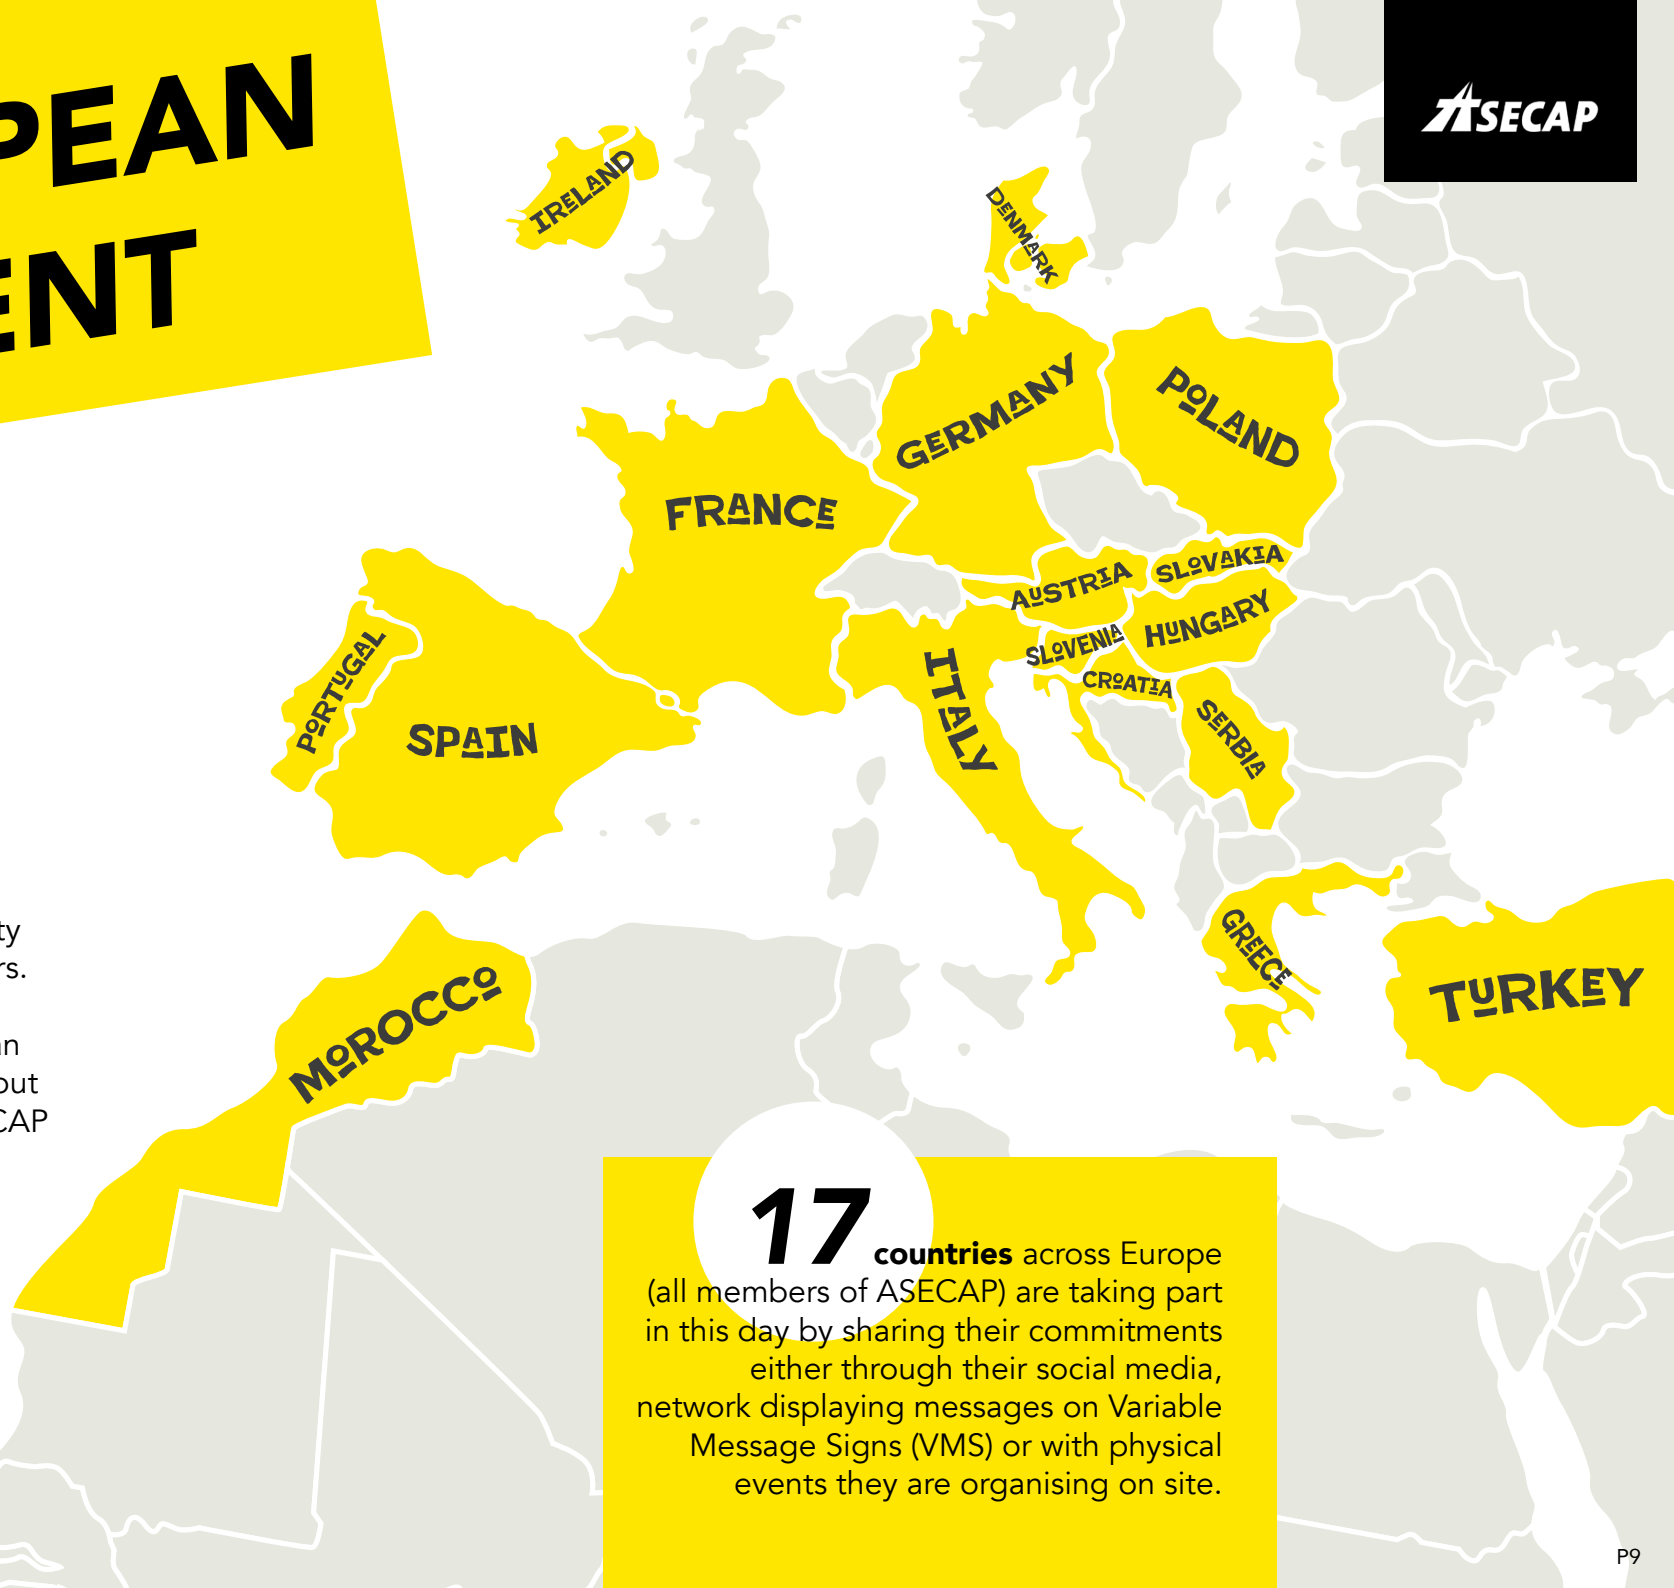 PEAN
ENT
ASECAP
IRELAND
DENMARK
GERMANY
POLAND
FRANCE
AUSTRIA
SLOVAKIA
HUNGARY
SLOVENIA
CROATIA
SERBIA
ITALY
PORTUGAL
SPAIN
GREECE
TURKEY
MOROCCO
ty
rs.
an
out
CAP
17 countries across Europe
(all members of ASECAP) are taking part
in this day by sharing their commitments
either through their social media,
network displaying messages on Variable
Message Signs (VMS) or with physical
events they are organising on site.
P9